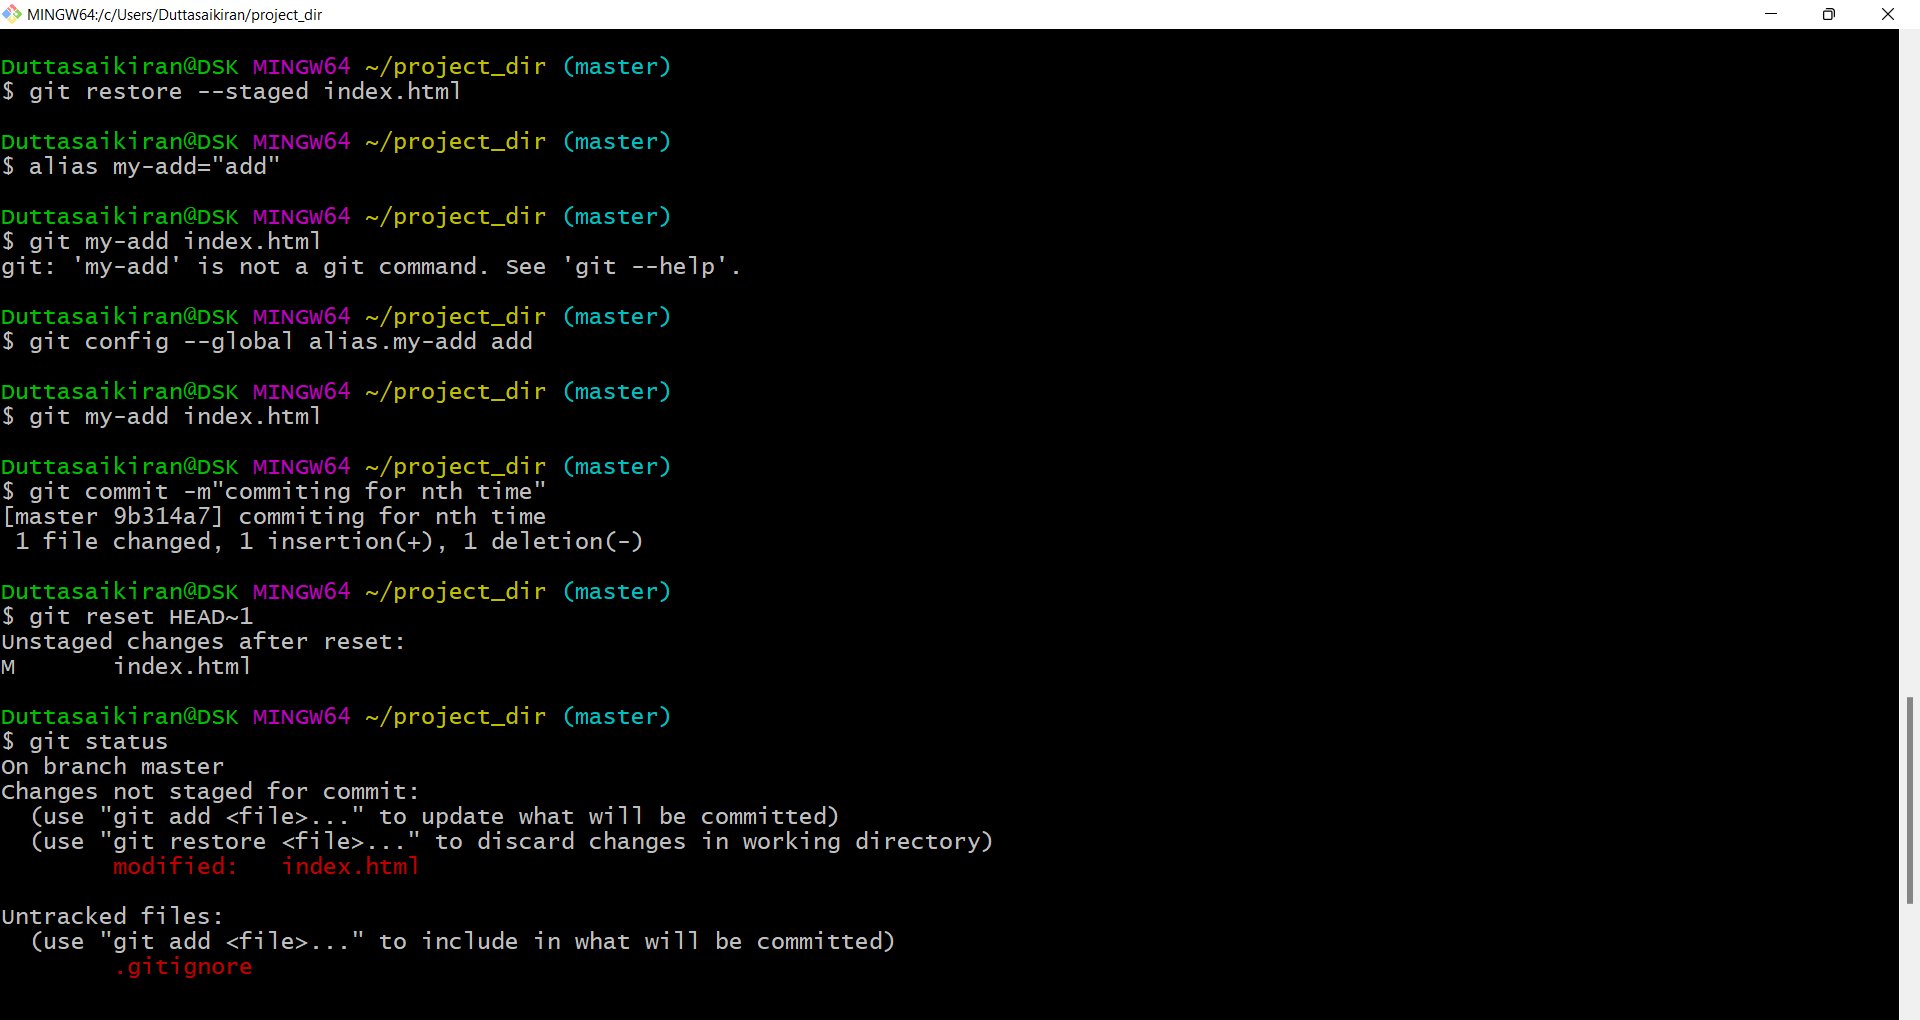 MINGW64:/c/Users/Duttasaikiran/project_dir
Duttasaikiran@DSK MINGW64 ~/project_dir (master)
$ git restore --staged index.html
Duttasaikiran@DSK MINGW64 ~/project_dir (master)
$ alias my-add="add"
Duttasaikiran@DSK MINGW64 ~/project_dir (master)
$ git my-add index.html
git: 'my-add' is not a git command. See 'git --help'.
Duttasaikiran@DSK MINGW64 ~/project_dir (master)
$ git config --global alias.my-add add
Duttasaikiran@DSK MINGW64 ~/project_dir (master)
$ git my-add index.html
Duttasaikiran@DSK MINGW64 ~/project_dir (master)
$ git commit -m"commiting for nth time"
[master 9b314a7] commiting for nth time
 1 file changed, 1 insertion(+), 1 deletion(-)
Duttasaikiran@DSK MINGW64 ~/project_dir (master)
$ git reset HEAD~1
Unstaged changes after reset:
M       index.html
Duttasaikiran@DSK MINGW64 ~/project_dir (master)
$ git status
On branch master
Changes not staged for commit:
  (use "git add <file>..." to update what will be committed)
  (use "git restore <file>..." to discard changes in working directory)
        modified:   index.html
Untracked files:
  (use "git add <file>..." to include in what will be committed)
        .gitignore